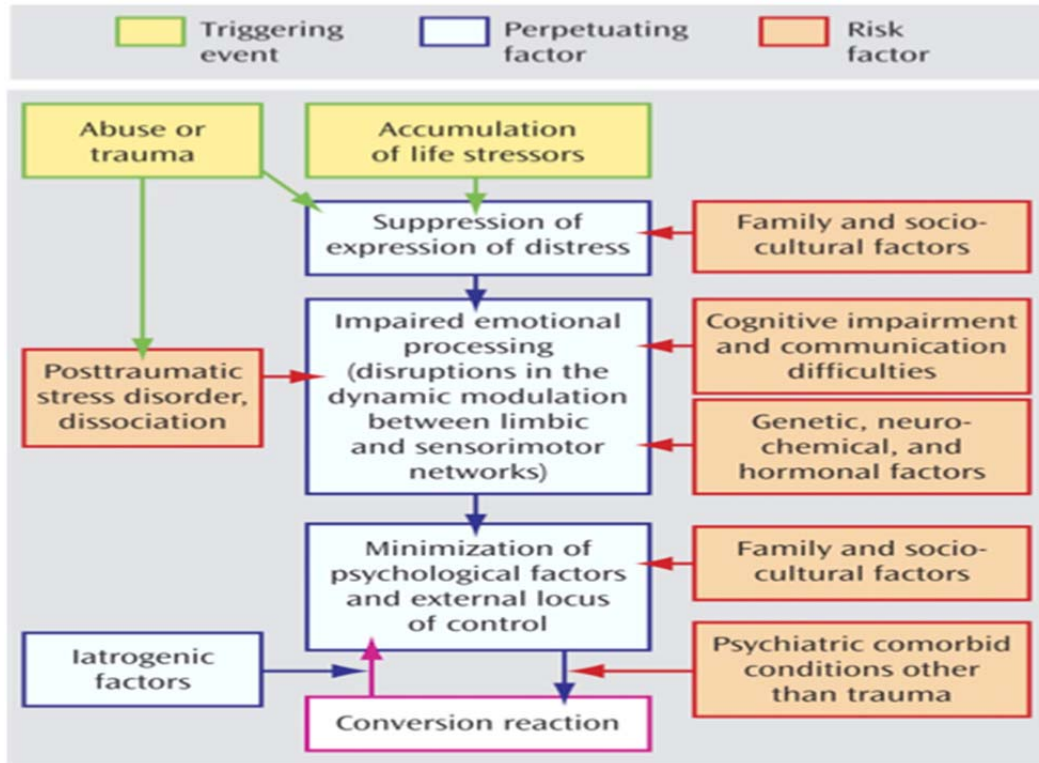 Triggering
event
Perpetuating
factor
Risk
factor
Abuse or
trauma
Accumulation
of life stressors
Suppression of
expression of distress
Family and socio-
cultural factors
Impaired emotional
processing
(disruptions in the
dynamic modulation
between limbic
and sensorimotor
networks)
Cognitive impairment
and communication
difficulties
Posttraumatic
stress disorder,
dissociation
Genetic, neuro-
chemical, and
hormonal factors
Minimization of
psychological factors
and external locus
of control
Family and socio-
cultural factors
Iatrogenic
factors
Psychiatric comorbid
conditions other
than trauma
Conversion reaction